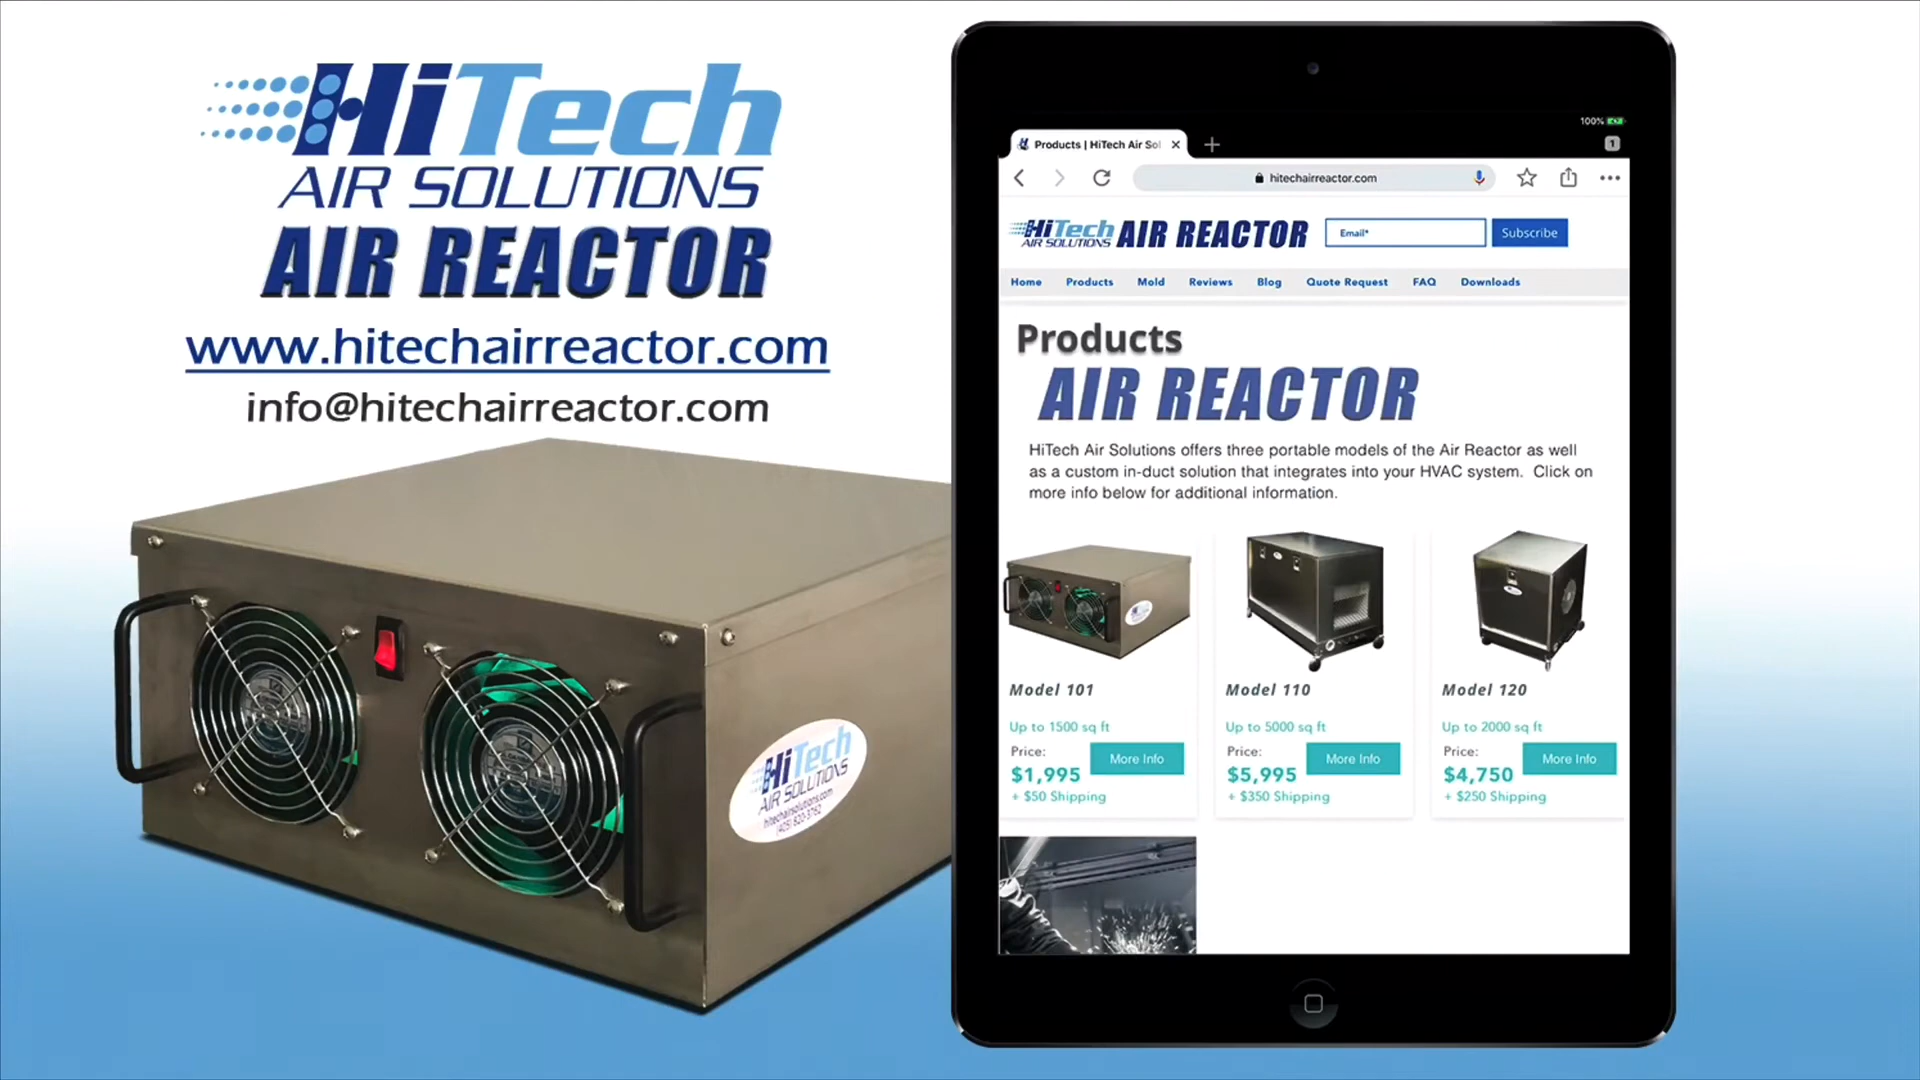 HiTech
AIR SOLUTIONS
AIR REACTOR
www.hitechairreactor.com
info@hitechairreactor.com
HiTech
AIR SOLUTIONS
hitechairsolutions.com
(405) 820-3762
100%
Products | HiTech Air Sol
1
hitechairreactor.com
HiTech
AIR SOLUTIONS
AIR REACTOR
Email*
Subscribe
Home Products Mold Reviews Blog Quote Request FAQ Downloads
Products
AIR REACTOR
HiTech Air Solutions offers three portable models of the Air Reactor as well
as a custom in-duct solution that integrates into your HVAC system. Click on
more info below for additional information.
Model 101
Up to 1500 sq ft
Price:
$1,995
+ $50 Shipping
More Info
Model 110
Up to 5000 sq ft
Price:
$5,995
+ $350 Shipping
More Info
Model 120
Up to 2000 sq ft
Price:
$4,750
+ $250 Shipping
More Info